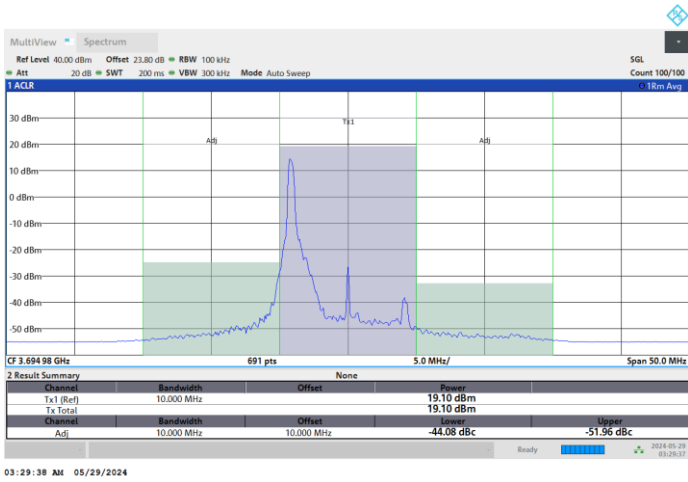 MultiView Spectrum
Ref Level 40.00 dBm Offset 23.80 dB RBW 100 kHz SGL
Att 20 dB SWT 200 ms VBW 300 kHz Mode Auto Sweep Count 100/100
1 ACLR 1Rm Avg
30 dBm
Tx1
20 dBm
Adj Adj
10 dBm
0 dBm
-10 dBm
-20 dBm
-30 dBm
-40 dBm
-50 dBm
CF 3.694 98 GHz 691 pts 5.0 MHz/ Span 50.0 MHz
2 Result Summary None
Channel Bandwidth Offset Power
Tx1 (Ref) 10.000 MHz 19.10 dBm
Tx Total 19.10 dBm
Channel Bandwidth Offset Lower Upper
Adj 10.000 MHz 10.000 MHz -44.08 dBc -51.96 dBc
Ready 2024-05-29
03:29:37
03:29:38 AM 05/29/2024